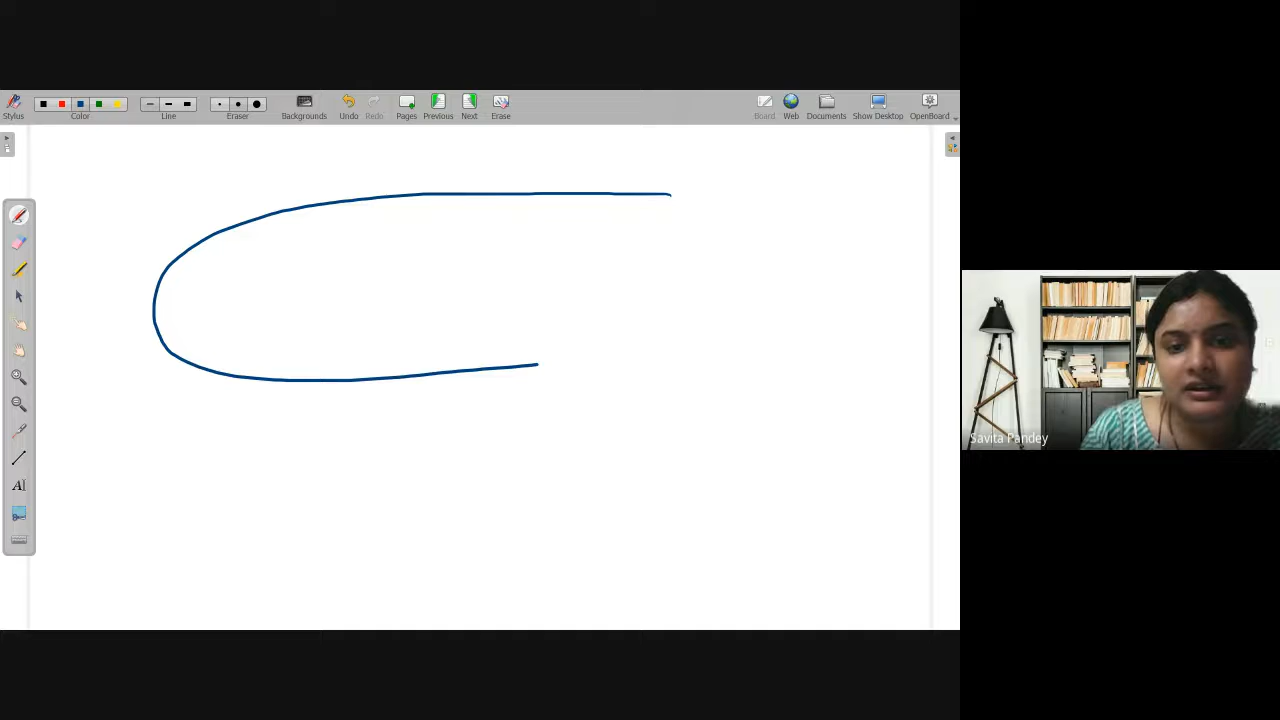 Stylus Color Line Eraser Backgrounds Undo Redo Pages Previous Next Erase Board Web Documents Show Desktop OpenBoard
A
Savita Pandey